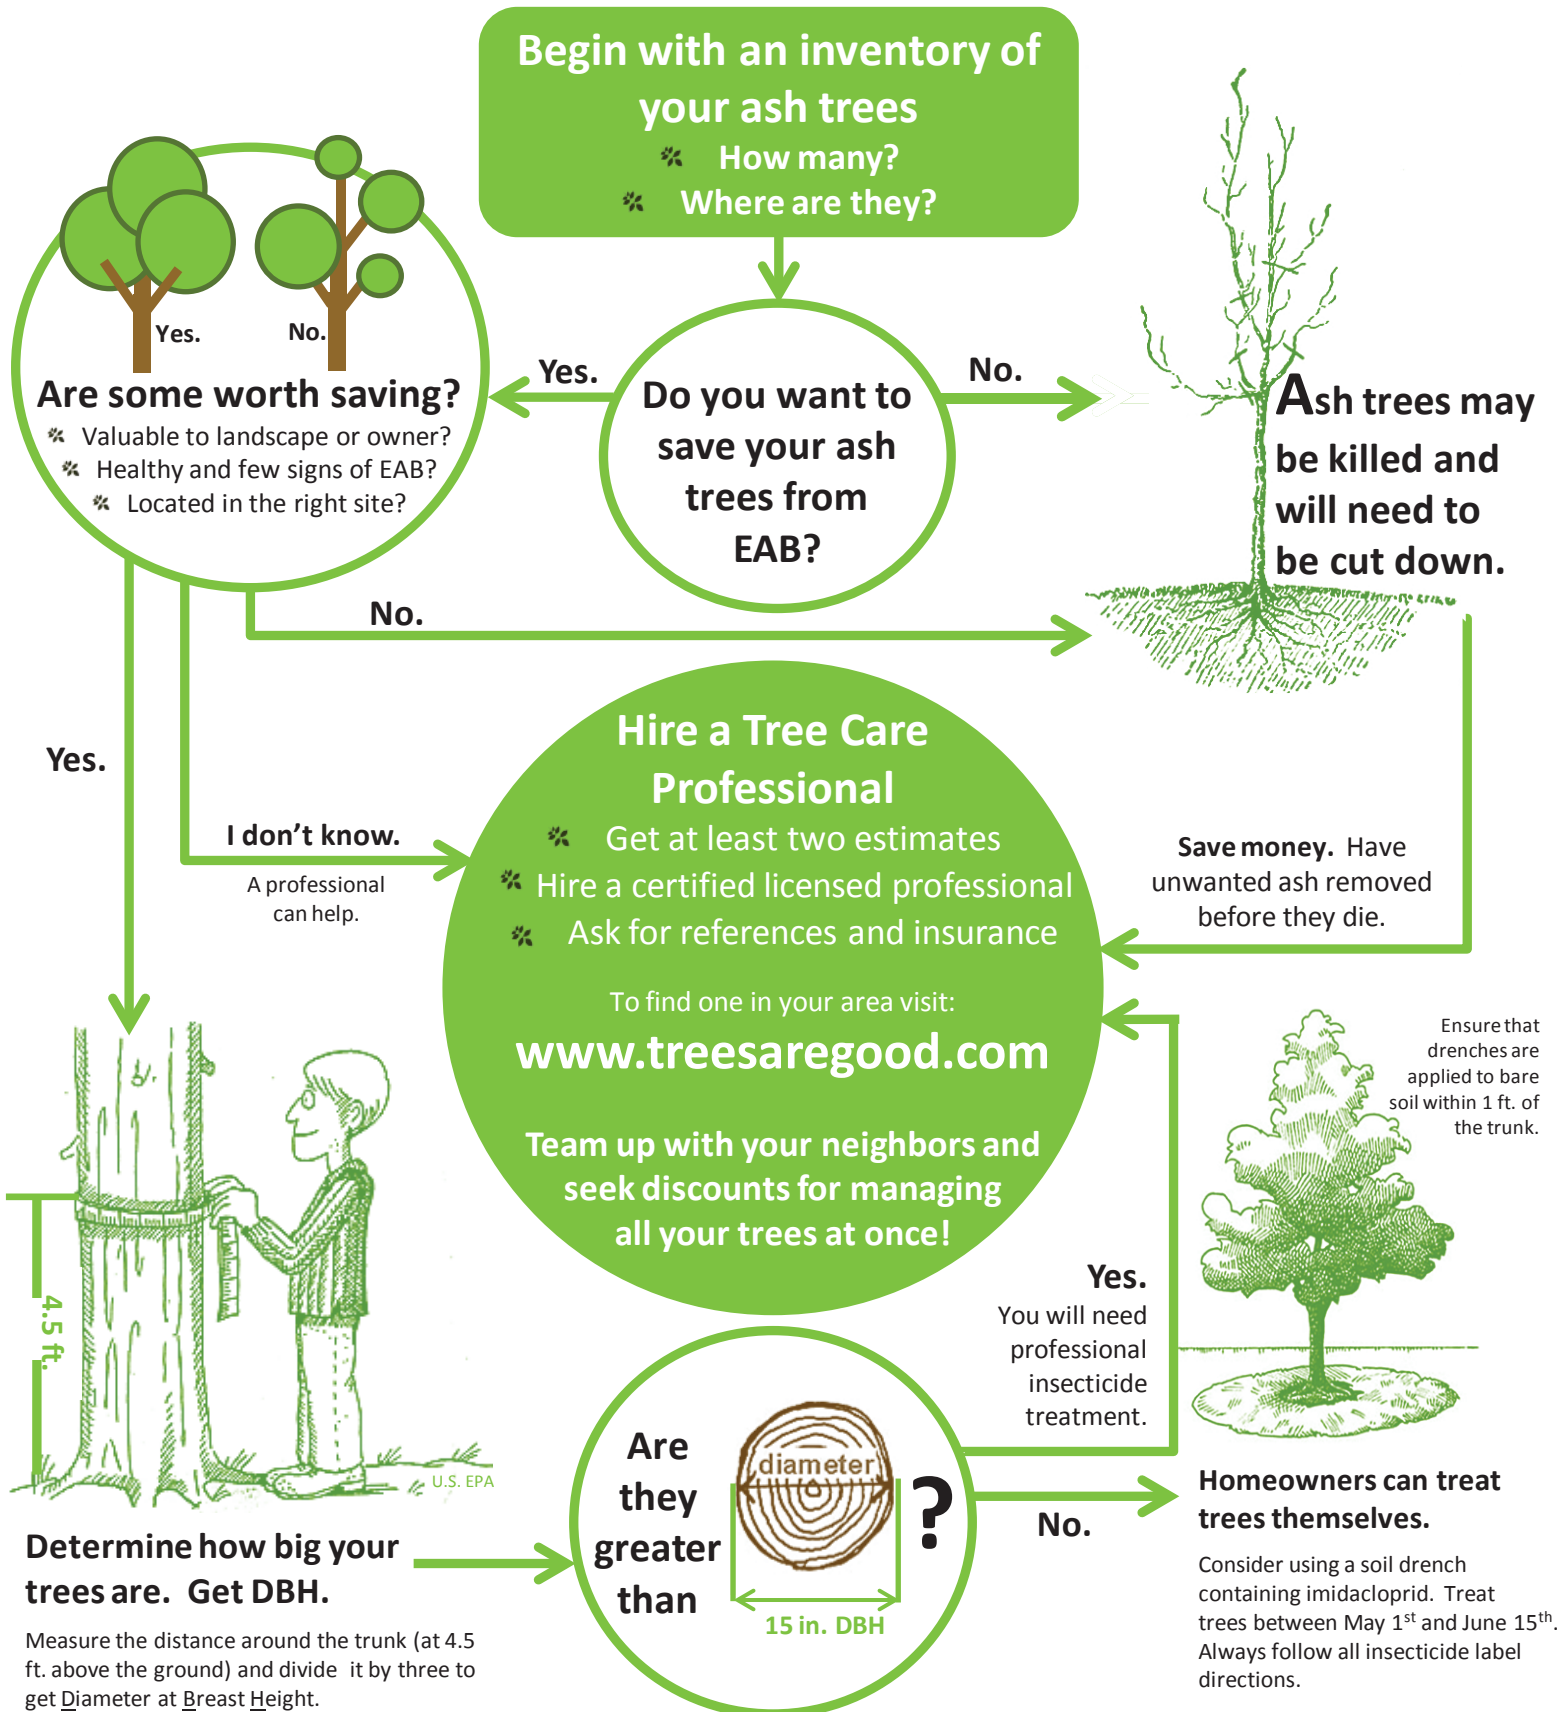 Begin with an inventory of
your ash trees
How many?
Where are they?
Yes.
No.
Are some worth saving?
Valuable to landscape or owner?
Healthy and few signs of EAB?
Located in the right site?
Yes.
Do you want to
save your ash
trees from
EAB?
No.
Ash trees may
be killed and
will need to
be cut down.
No.
Yes.
I don't know.
A professional
can help.
Hire a Tree Care
Professional
Get at least two estimates
Hire a certified licensed professional
Ask for references and insurance
To find one in your area visit:
www.treesaregood.com
Team up with your neighbors and
seek discounts for managing
all your trees at once!
Save money. Have
unwanted ash removed
before they die.
Ensure that
drenches are
applied to bare
soil within 1 ft. of
the trunk.
4.5 ft.
U.S. EPA
Determine how big your
trees are. Get DBH.
Measure the distance around the trunk (at 4.5
ft. above the ground) and divide it by three to
get Diameter at Breast Height.
Are
they
greater
than
diameter
?
15 in. DBH
Yes.
You will need
professional
insecticide
treatment.
No.
Homeowners can treat
trees themselves.
Consider using a soil drench
containing imidacloprid. Treat
trees between May 1st and June 15th.
Always follow all insecticide label
directions.